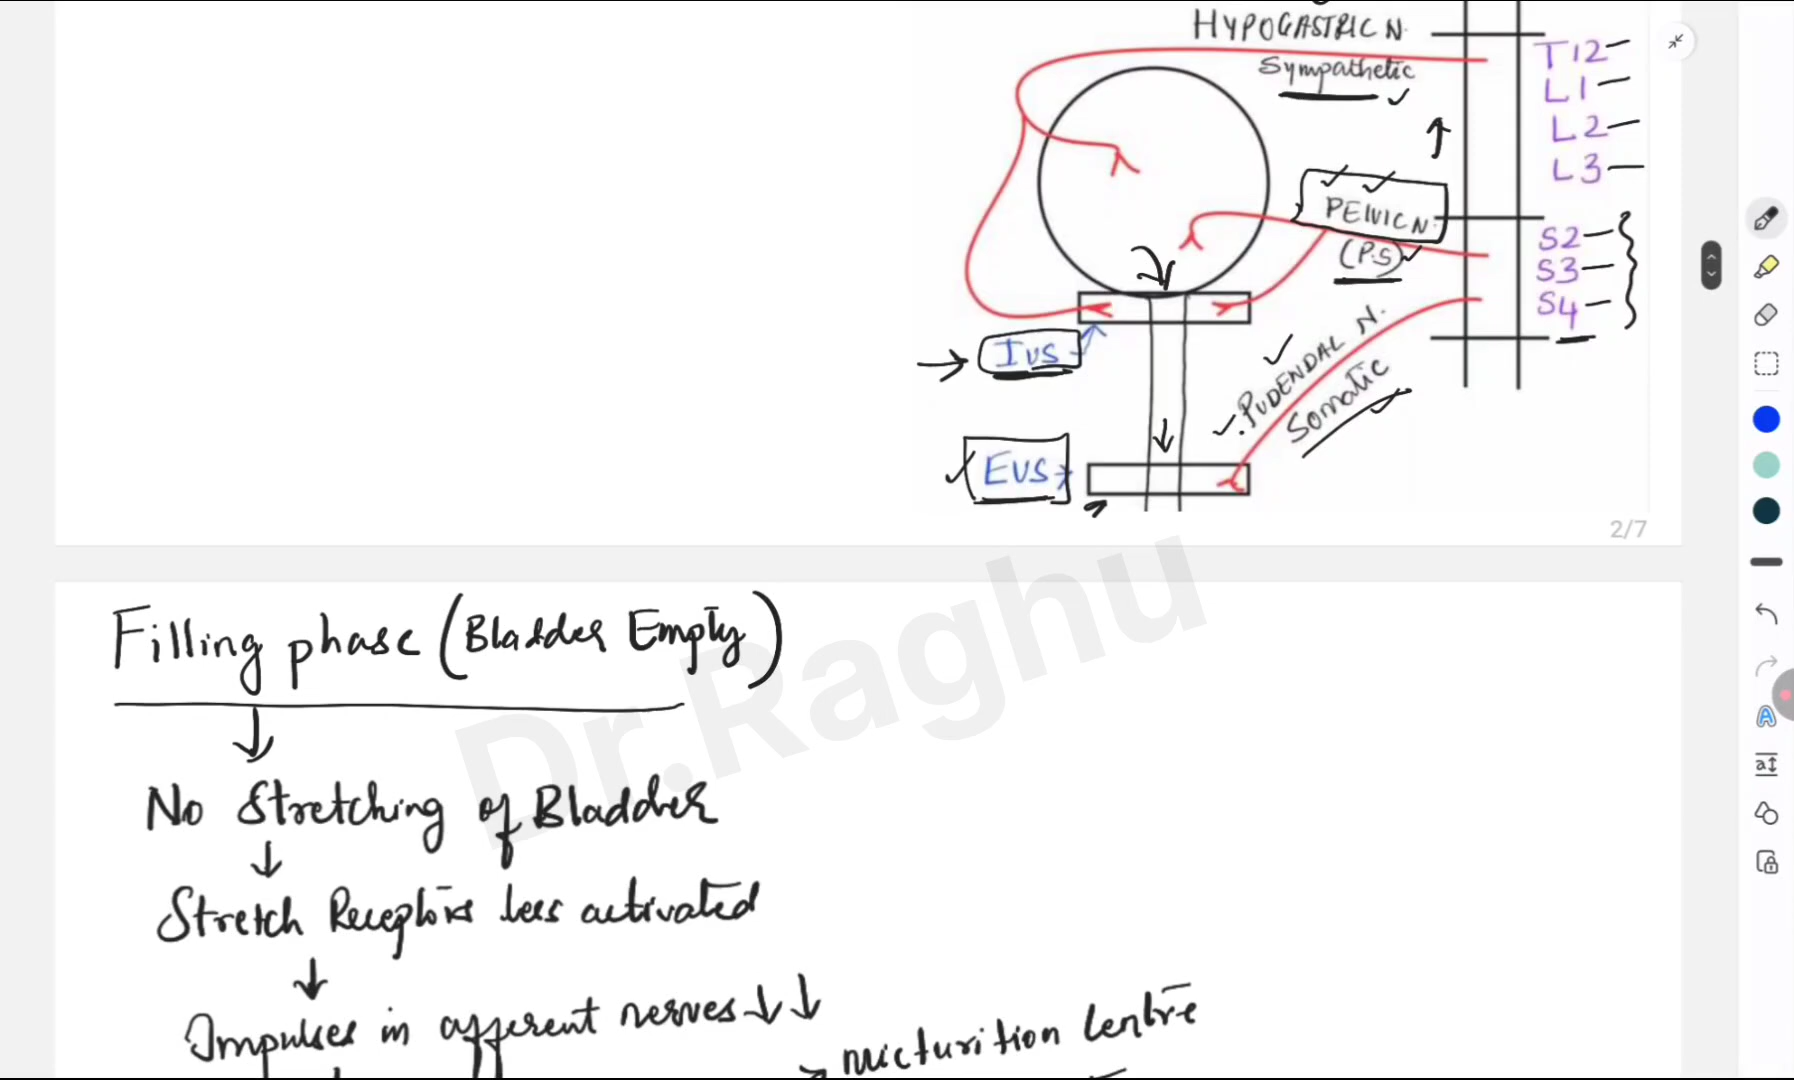 HYPOGASTRIC N.
Sympathetic
T12
L1
L2
L3
PELVIC N.
(P.S)
S2
S3
S4
IUS
PUDENDAL N.
Somatic
EUS
2/7
Dr.Raghu
Filling phase (Bladder Empty)
No Stretching of Bladder
Stretch Receptors less activated
Impulses in afferent nerves ↓↓
micturition Centre